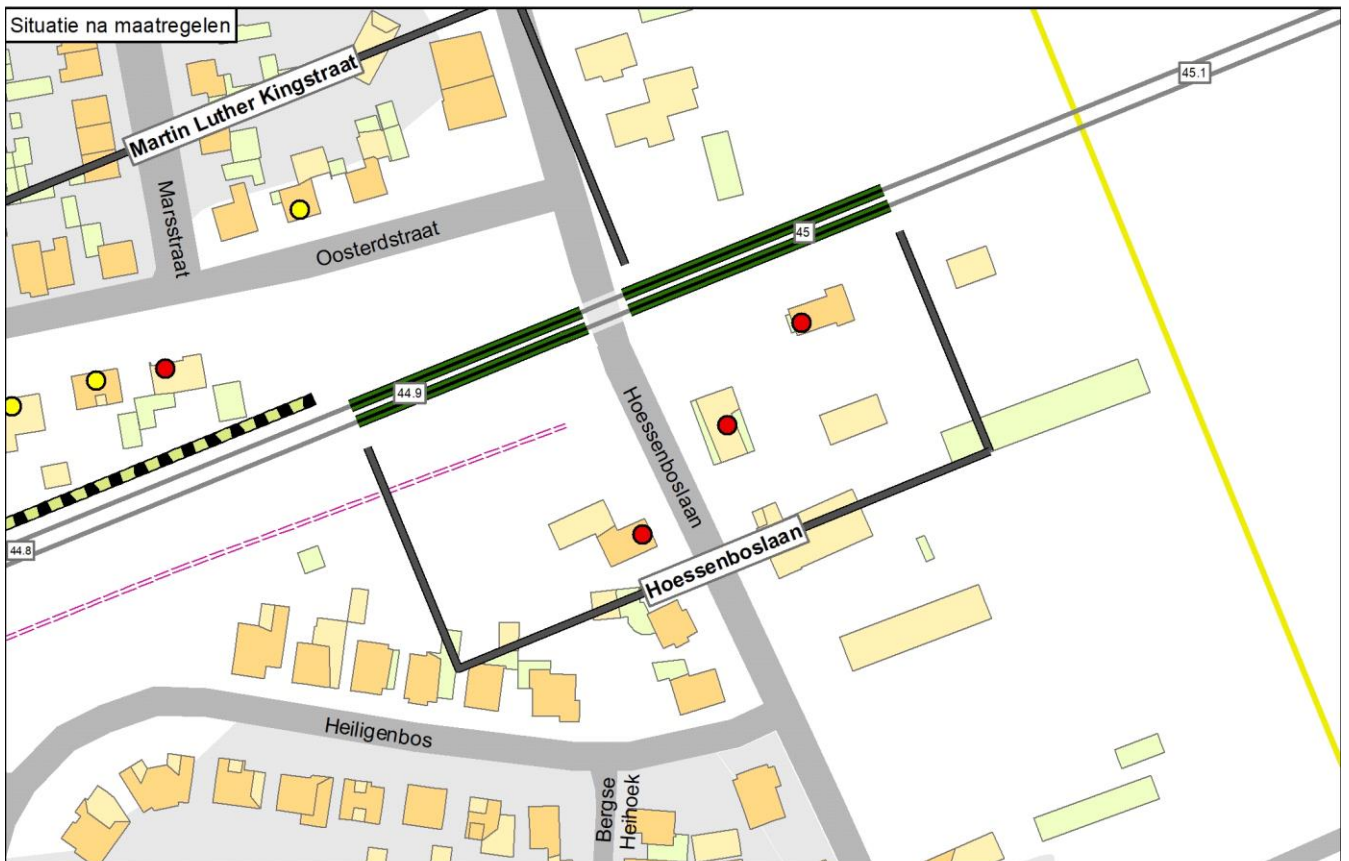 Situatie na maatregelen
45.1
Martin Luther Kingstraat
Marsstraat
Oosterdstraat
45
44.9
Hoessenboslaan
44.8
Hoessenboslaan
Heiligenbos
Bergse
Heihoek